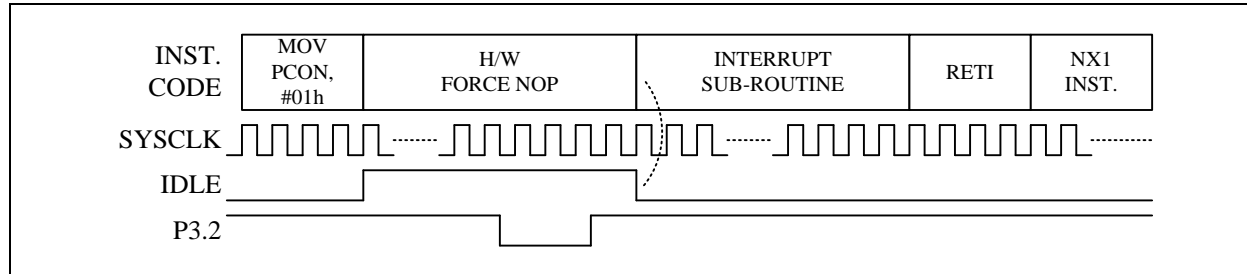 INST.
CODE
MOV
PCON,
#01h
H/W
FORCE NOP
INTERRUPT
SUB-ROUTINE
RETI
NX1
INST.
SYSCLK
IDLE
P3.2